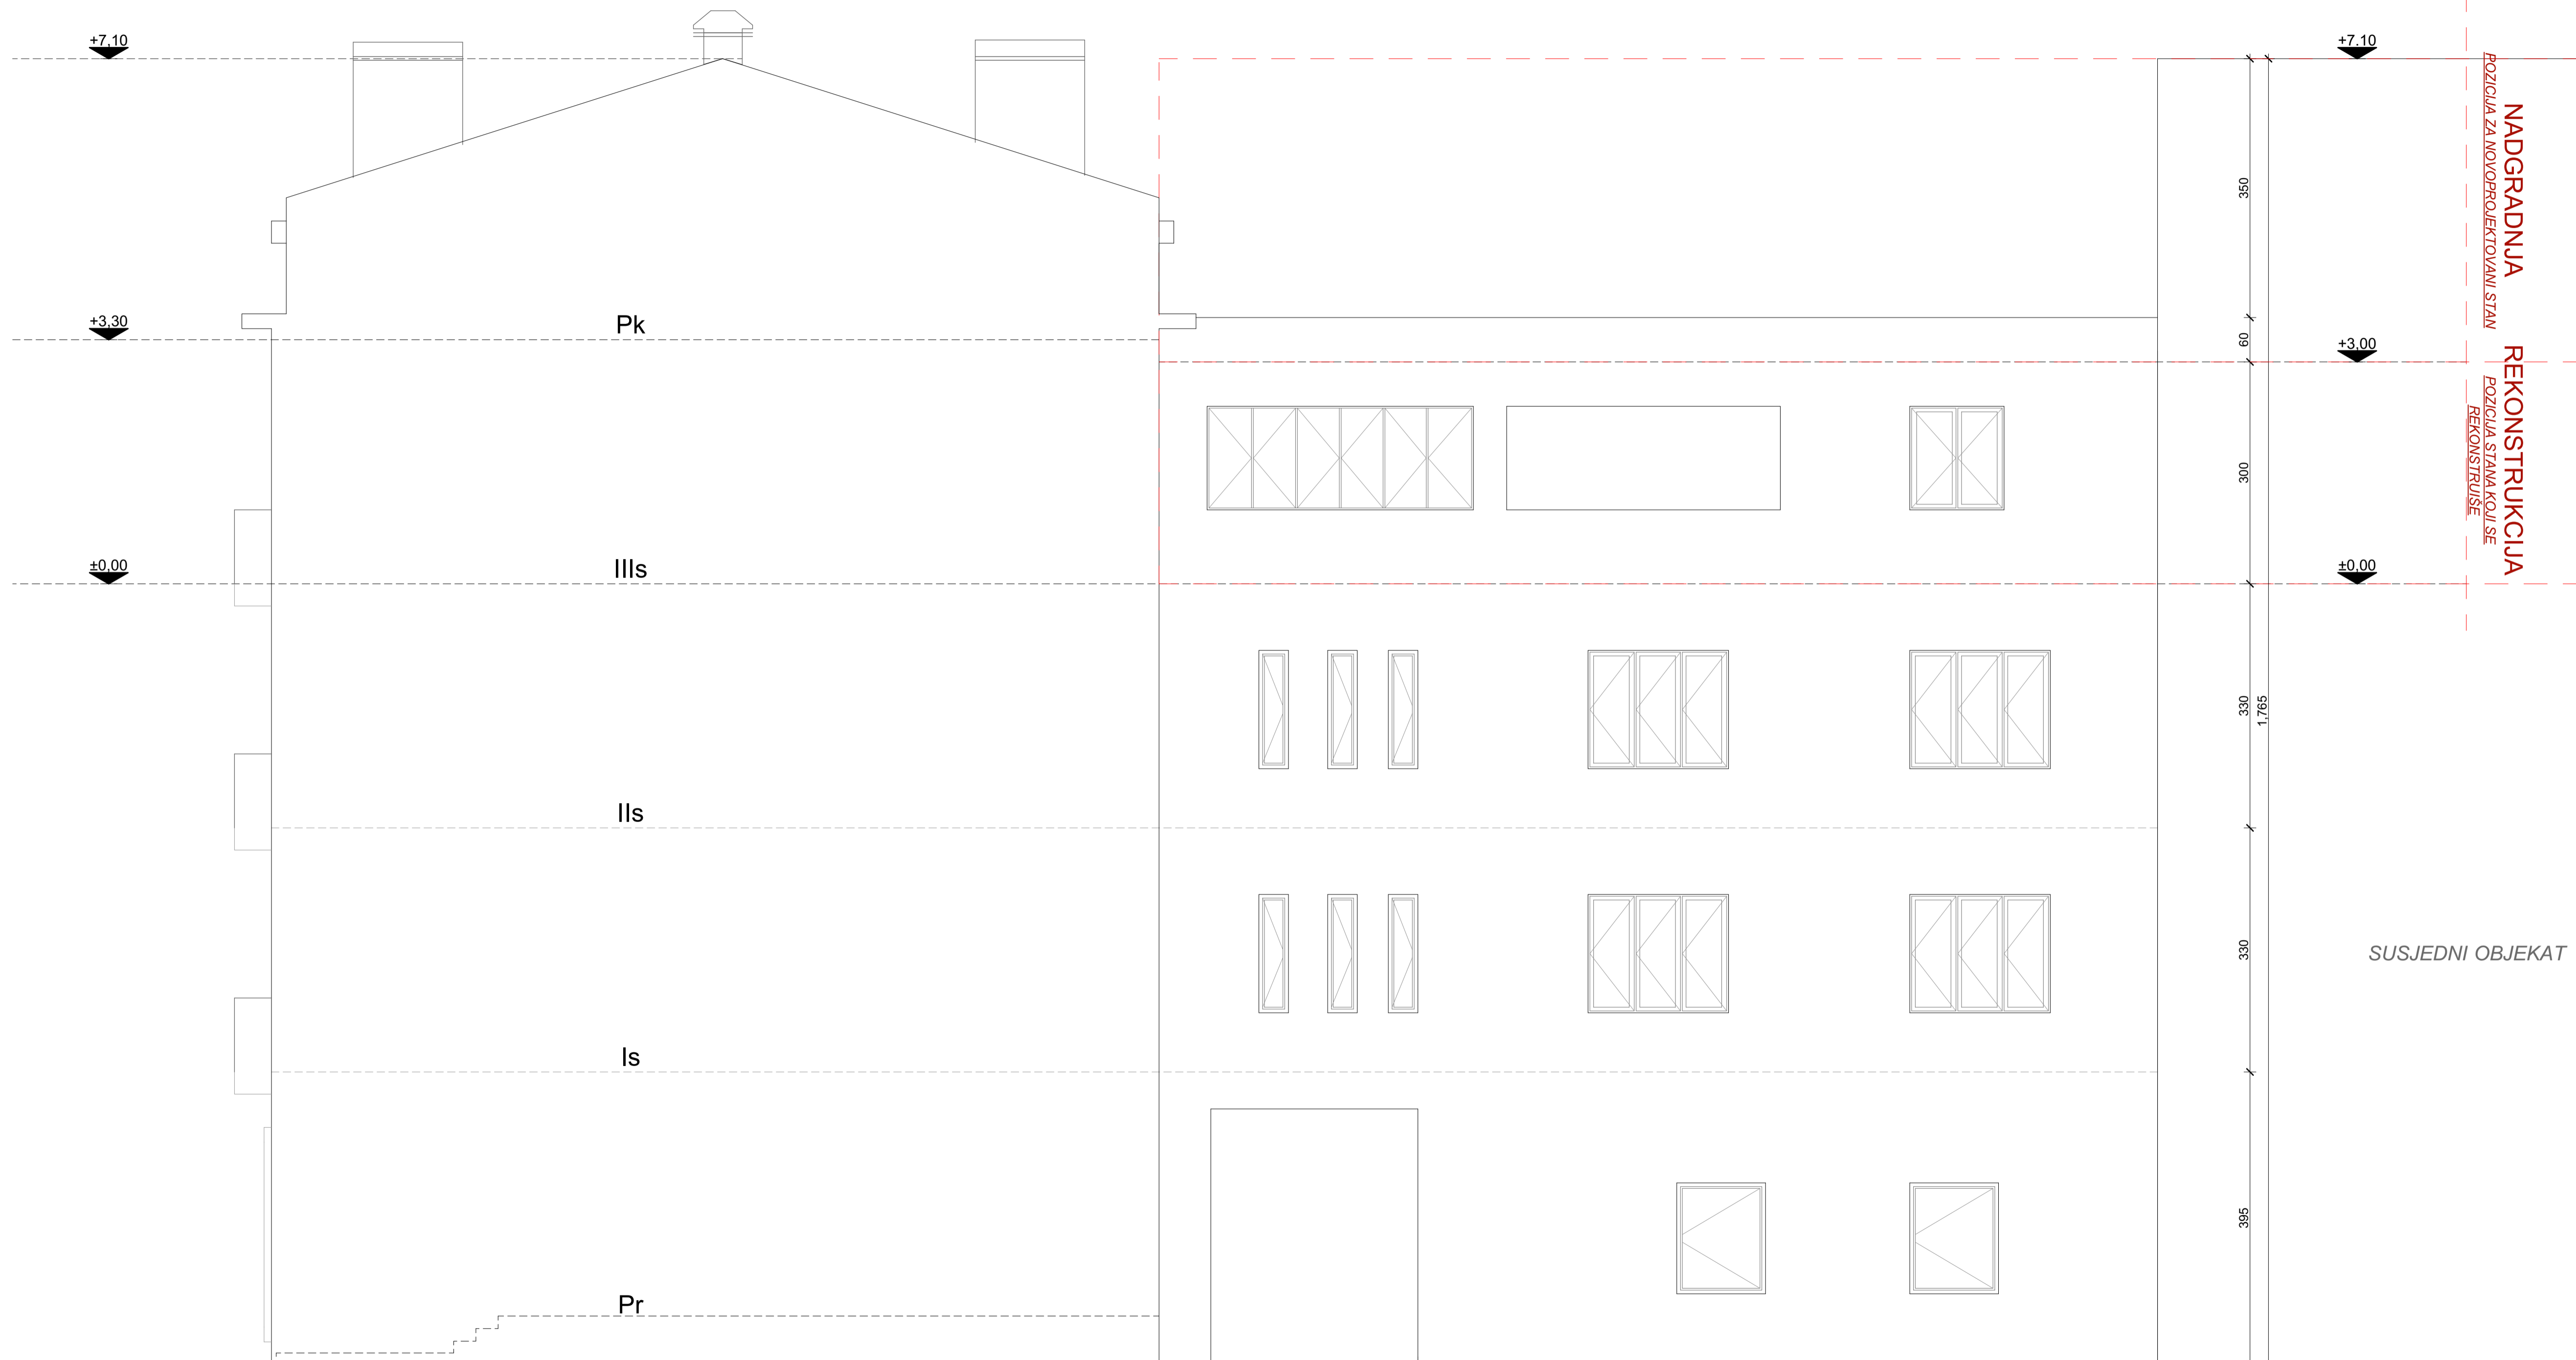 +7,10
+7,10
POZICIJA ZA NOVOPROJEKTOVANI STAN
NADGRADNJA
350
+3,30
Pk
60
+3,00
POZICIJA STANA KOJI SE
REKONSTRUIŠE
REKONSTRUKCIJA
300
±0,00
IIIs
±0,00
330
1,765
IIs
330
SUSJEDNI OBJEKAT
Is
395
Pr